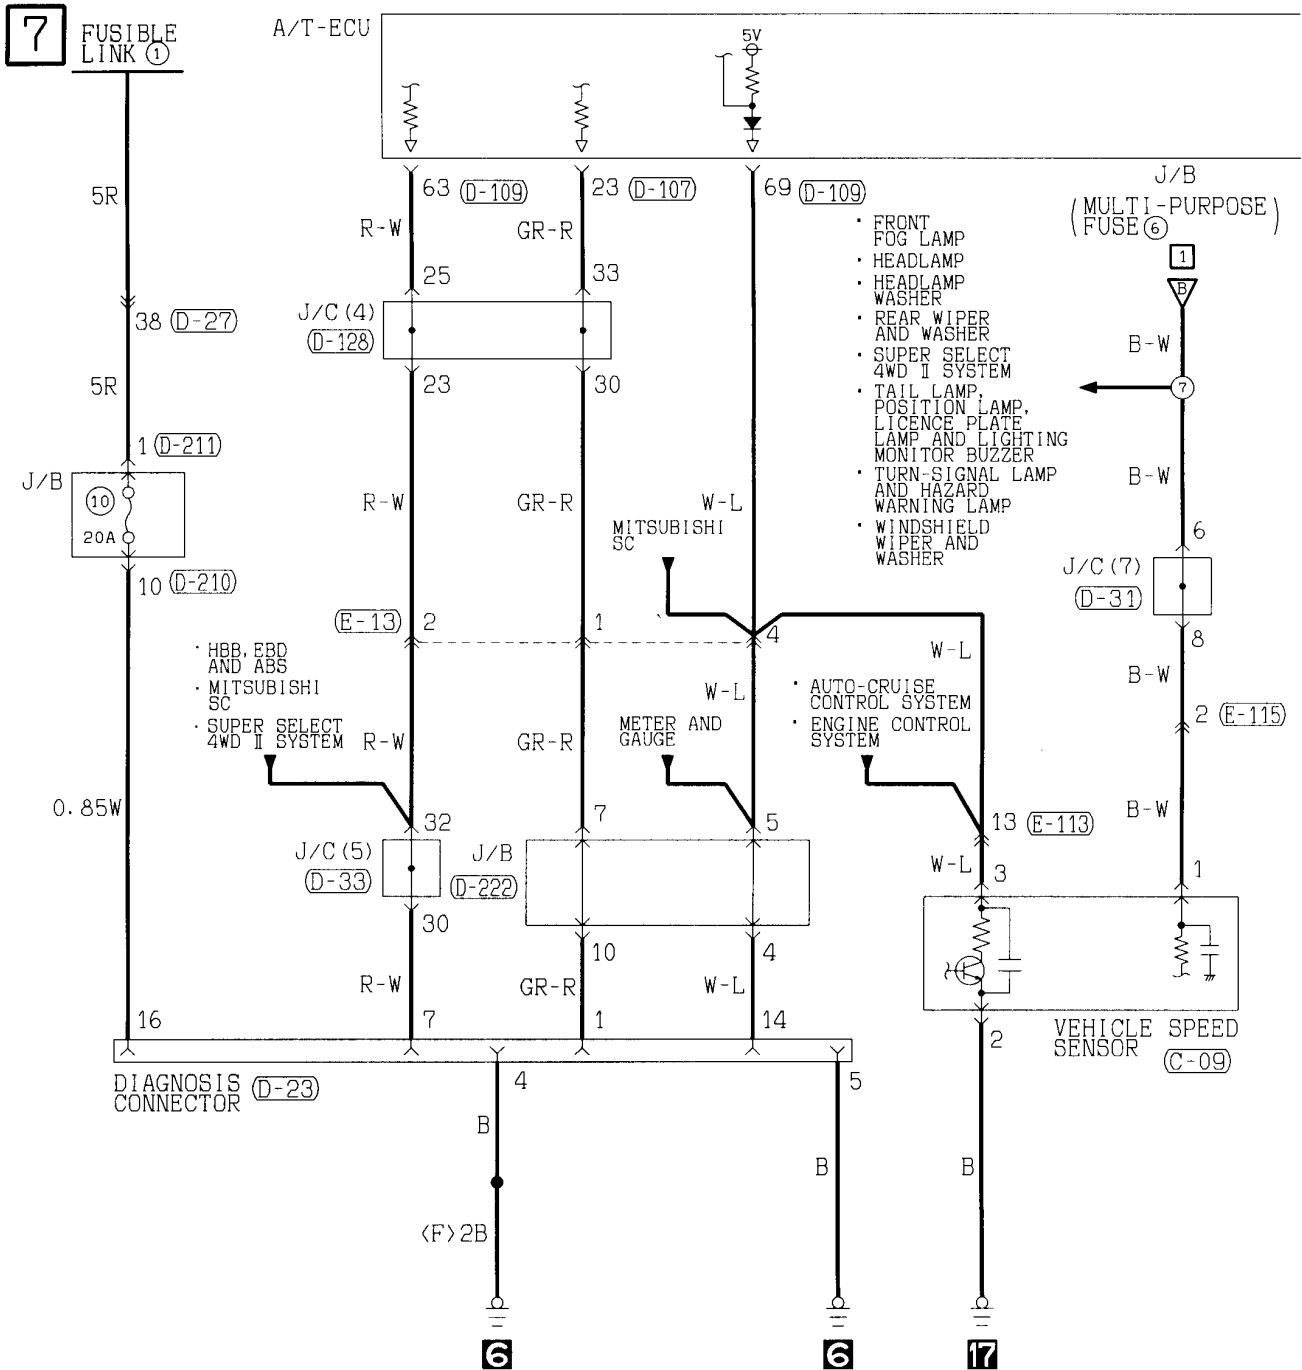 7
FUSIBLE
LINK ①
A/T-ECU
5V
5R
63 D-109
23 D-107
69 D-109
J/B
(MULTI-PURPOSE)
FUSE⑥
1
B
R-W
GR-R
· FRONT
FOG LAMP
· HEADLAMP
· HEADLAMP
WASHER
· REAR WIPER
AND WASHER
· SUPER SELECT
4WD Ⅱ SYSTEM
· TAIL LAMP,
POSITION LAMP,
LICENCE PLATE
LAMP AND LIGHTING
MONITOR BUZZER
· TURN-SIGNAL LAMP
AND HAZARD
WARNING LAMP
· WINDSHIELD
WIPER AND
WASHER
25
33
38 D-27
J/C(4)
D-128
B-W
5R
23
30
7
1 D-211
J/B
⑩
20A
10 D-210
R-W
GR-R
W-L
B-W
MITSUBISHI
SC
6
J/C(7)
D-31
8
E-13 2
1
4
W-L
B-W
· HBB, EBD
AND ABS
· MITSUBISHI
SC
· SUPER SELECT
4WD Ⅱ SYSTEM
R-W
GR-R
W-L
METER AND
GAUGE
· AUTO-CRUISE
CONTROL SYSTEM
· ENGINE CONTROL
SYSTEM
2 E-115
0.85W
32
7
5
13 E-113
B-W
J/C(5)
D-33
J/B
D-222
W-L
3
1
30
10
4
R-W
GR-R
W-L
16
7
1
14
2
VEHICLE SPEED
SENSOR
C-09
DIAGNOSIS
CONNECTOR
D-23
4
5
B
B
B
<F>2B
6
6
17